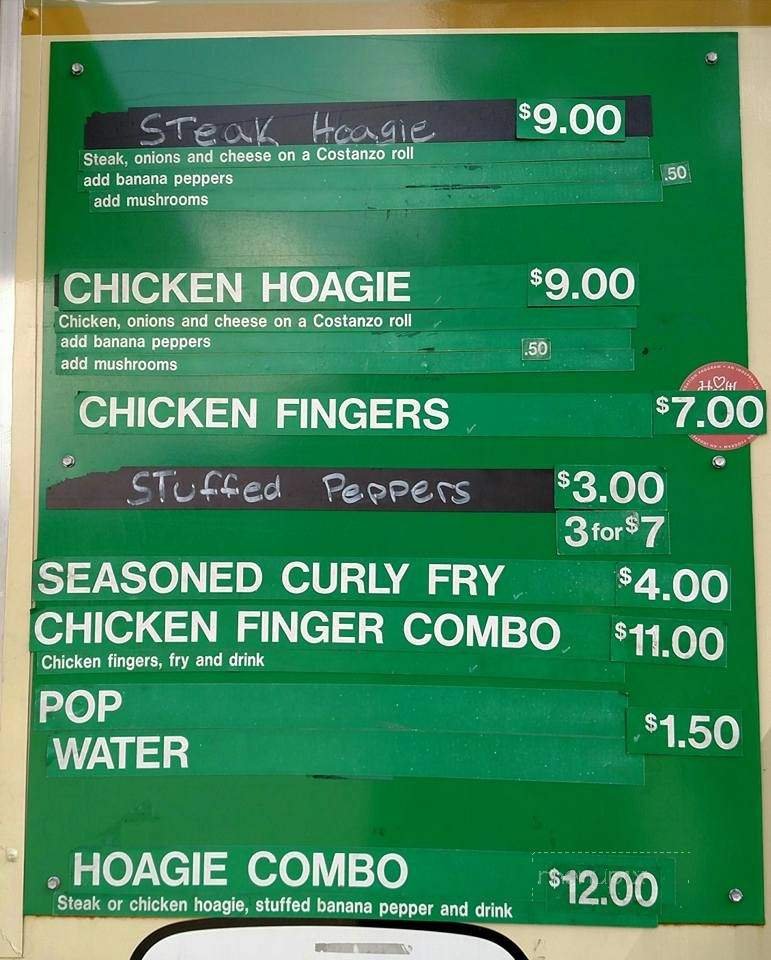 STeak Hoagie $9.00
Steak, onions and cheese on a Costanzo roll
add banana peppers .50
add mushrooms
CHICKEN HOAGIE $9.00
Chicken, onions and cheese on a Costanzo roll
add banana peppers .50
add mushrooms
CHICKEN FINGERS $7.00
STuffed Peppers $3.00
3 for $7
SEASONED CURLY FRY $4.00
CHICKEN FINGER COMBO $11.00
Chicken fingers, fry and drink
POP $1.50
WATER
HOAGIE COMBO $12.00
Steak or chicken hoagie, stuffed banana pepper and drink